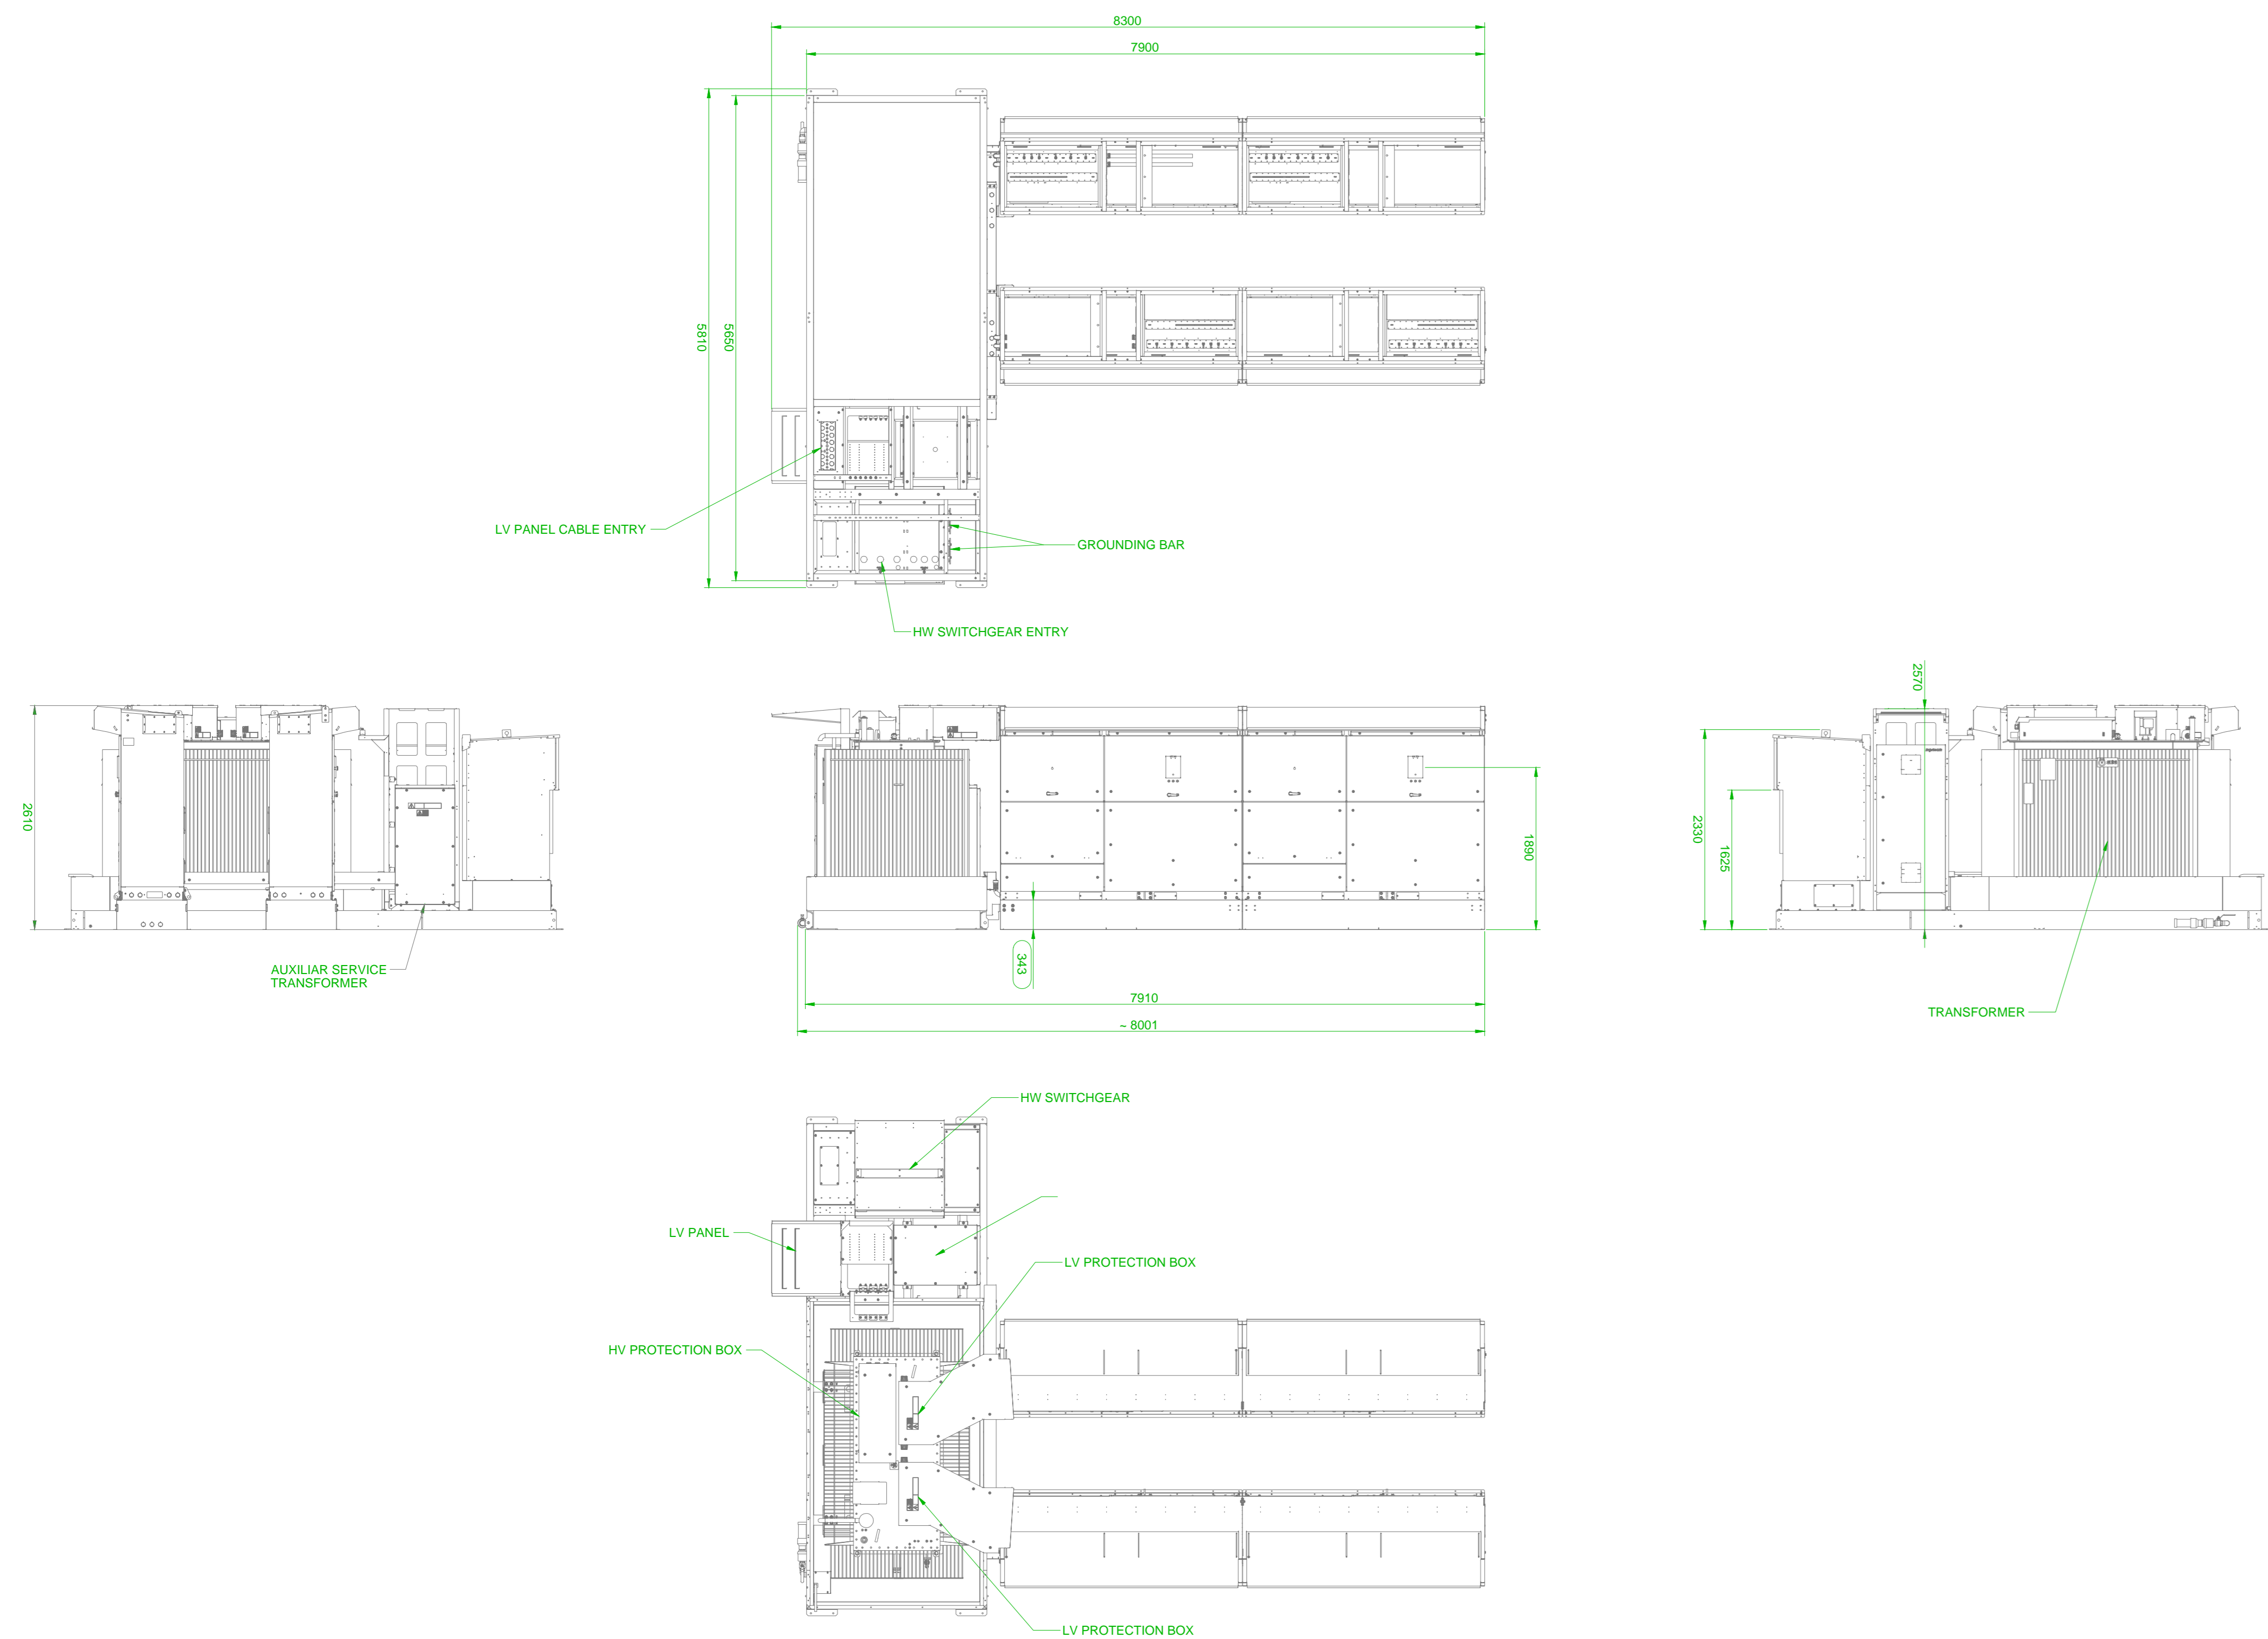 8300
7900
5810
5650
LV PANEL CABLE ENTRY
GROUNDING BAR
HW SWITCHGEAR ENTRY
2610
AUXILIAR SERVICE
TRANSFORMER
1890
343
7910
~ 8001
2570
2330
1625
TRANSFORMER
HW SWITCHGEAR
LV PANEL
LV PROTECTION BOX
HV PROTECTION BOX
LV PROTECTION BOX